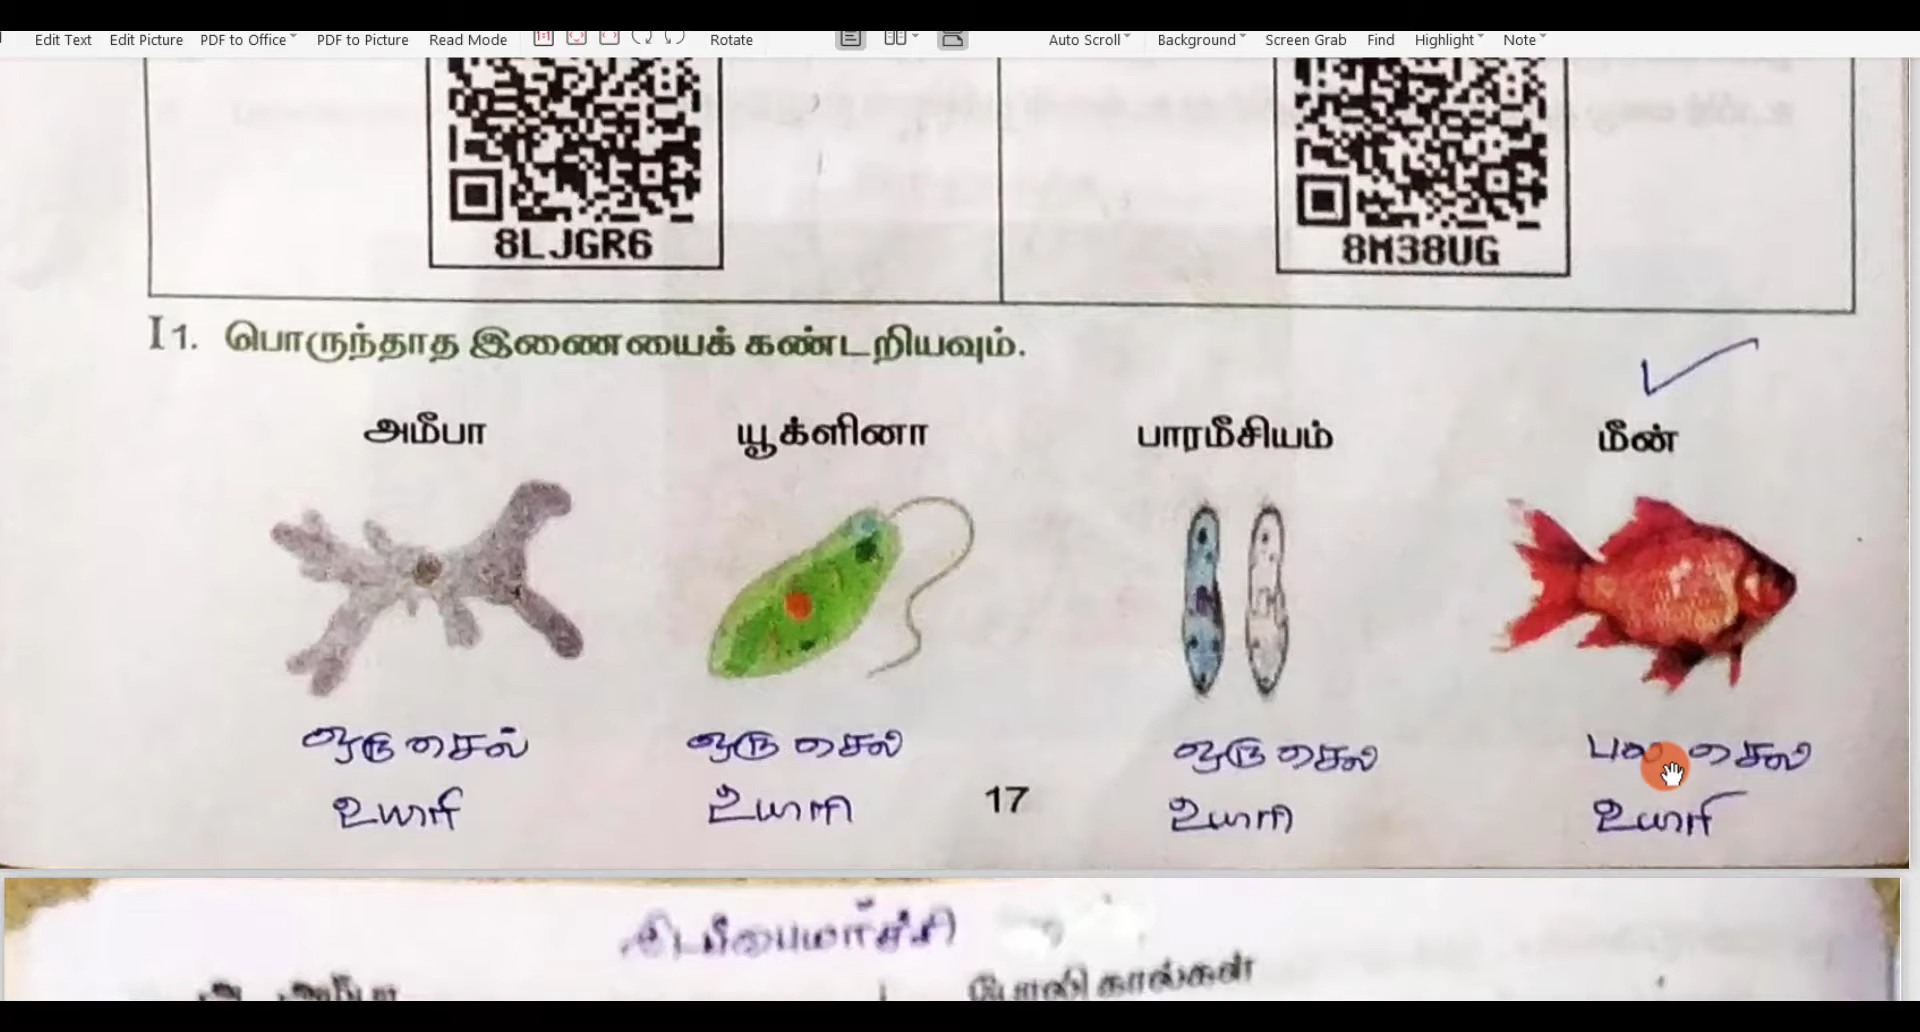 Edit Text Edit Picture PDF to Office PDF to Picture Read Mode Rotate Auto Scroll Background Screen Grab Find Highlight Note
8LJGR6 8M38UG
I 1. பொருந்தாத இணையைக் கண்டறியவும்.
அமீபா யூக்ளினா பாரமீசியம் மீன்
ஒரு செல் ஒரு செல் ஒரு செல் பல செல்
உயிரி உயிரி உயிரி உயிரி
17
போலி கால்கள்